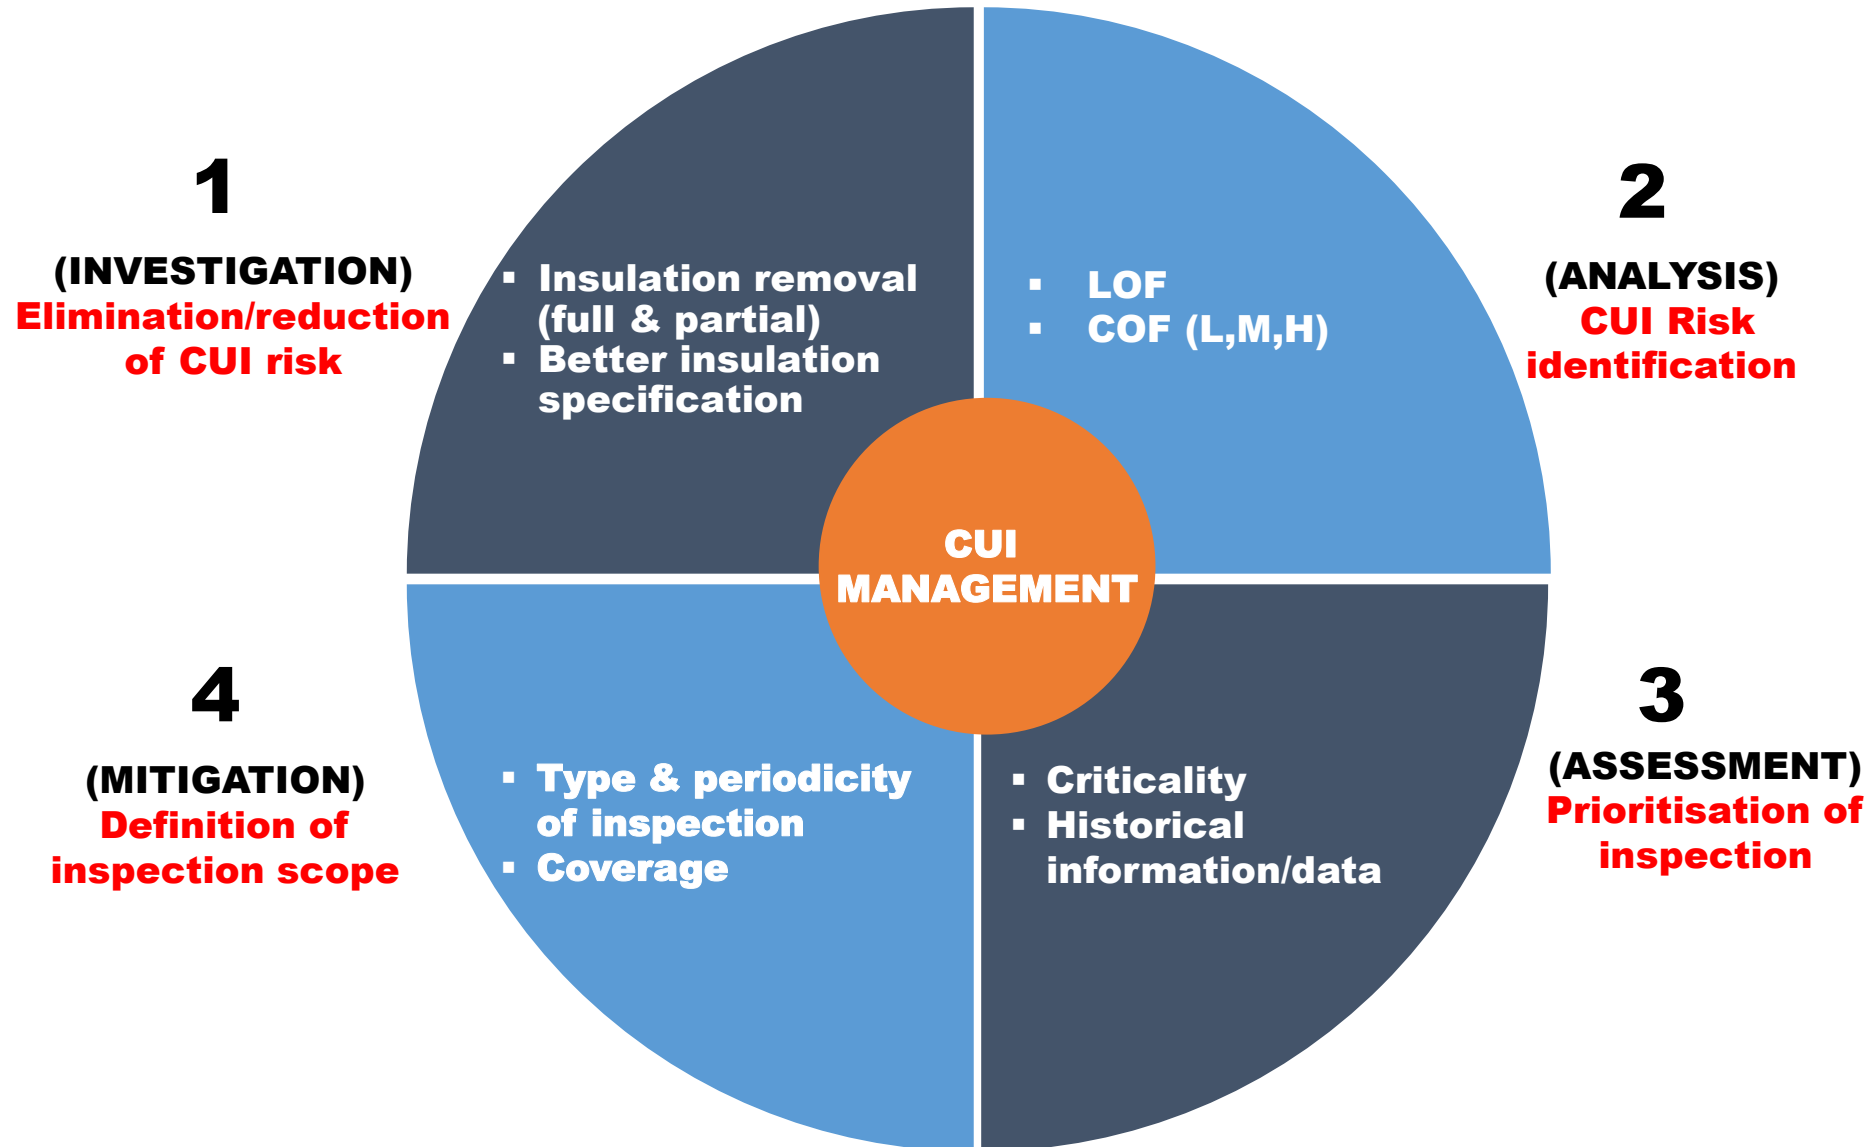 1
(INVESTIGATION)
Elimination/reduction
of CUI risk
▪ Insulation removal
(full & partial)
▪ Better insulation
specification
▪ LOF
▪ COF (L,M,H)
2
(ANALYSIS)
CUI Risk
identification
CUI
MANAGEMENT
4
(MITIGATION)
Definition of
inspection scope
▪ Type & periodicity
of inspection
▪ Coverage
▪ Criticality
▪ Historical
information/data
3
(ASSESSMENT)
Prioritisation of
inspection